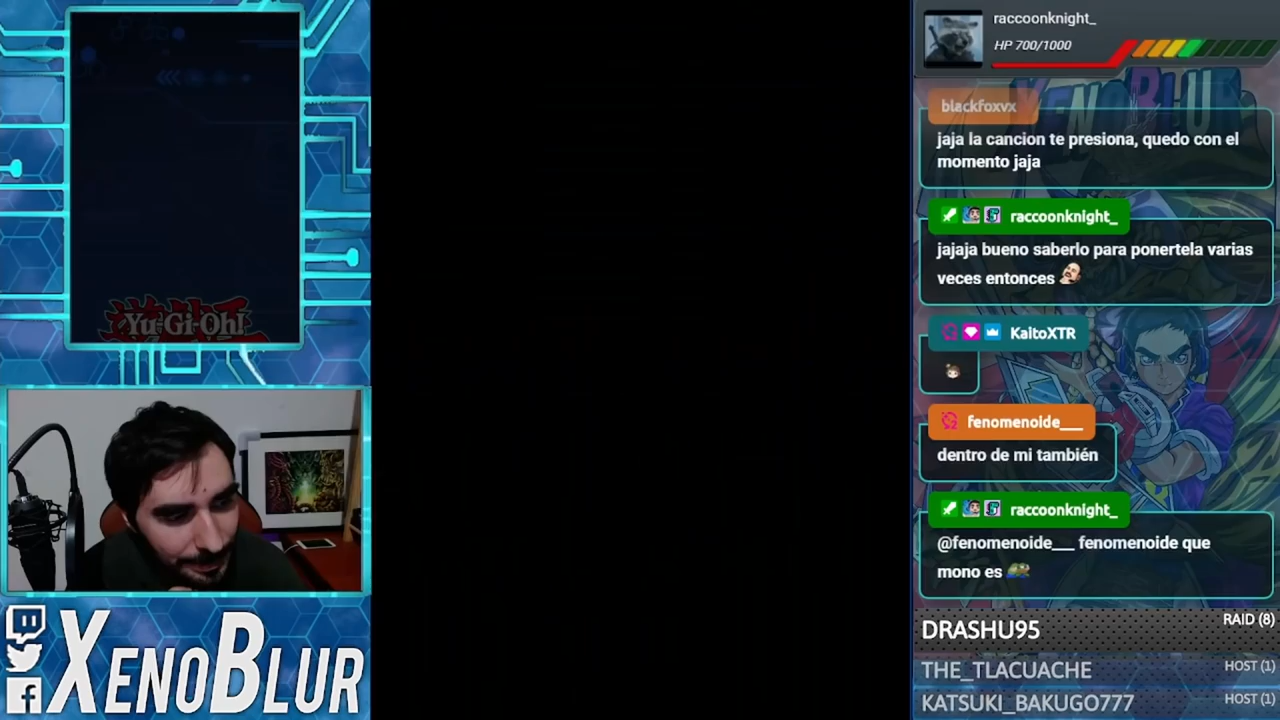 Yu-Gi-Oh!
XENOBLUR
raccoonknight_
HP 700/1000
XENOBLUR
blackfoxvx
jaja la cancion te presiona, quedo con el
momento jaja
raccoonknight_
jajaja bueno saberlo para ponertela varias
veces entonces
KaitoXTR
fenomenoide___
dentro de mi también
raccoonknight_
@fenomenoide___ fenomenoide que
mono es
DRASHU95
RAID (8)
THE_TLACUACHE
HOST (1)
KATSUKI_BAKUGO777
HOST (1)